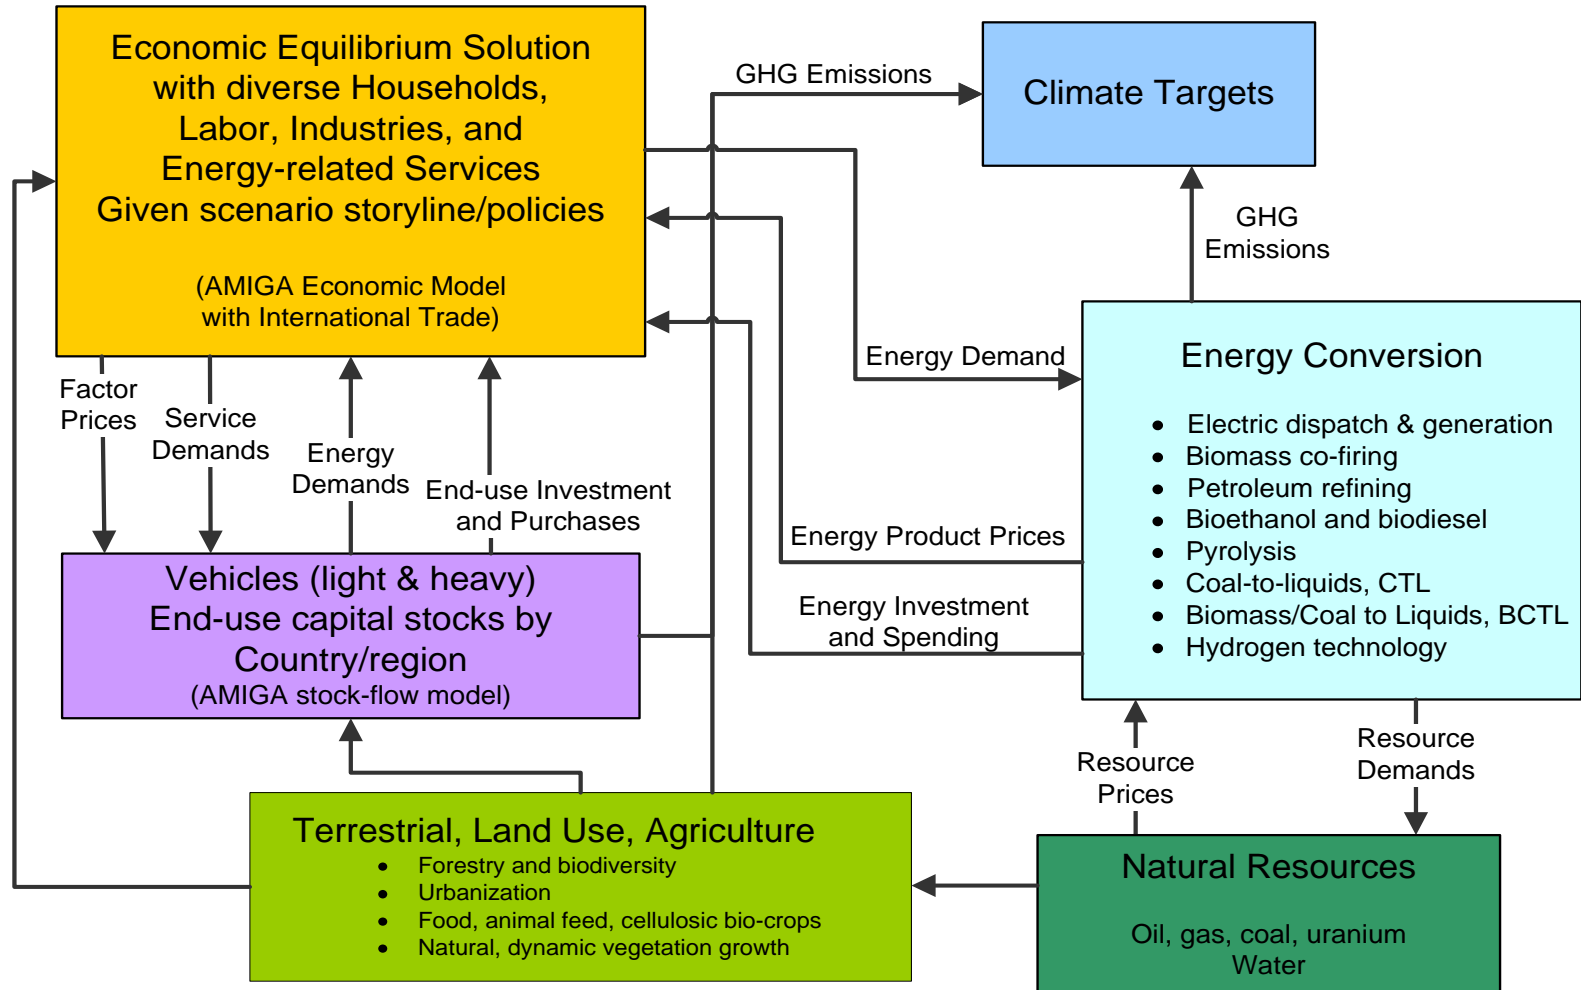 Economic Equilibrium Solution
with diverse Households,
Labor, Industries, and
Energy-related Services
Given scenario storyline/policies
(AMIGA Economic Model
with International Trade)
GHG Emissions
Climate Targets
GHG
Emissions
Energy Demand
Energy Conversion
• Electric dispatch & generation
• Biomass co-firing
• Petroleum refining
• Bioethanol and biodiesel
• Pyrolysis
• Coal-to-liquids, CTL
• Biomass/Coal to Liquids, BCTL
• Hydrogen technology
Factor
Prices
Service
Demands
Energy
Demands
End-use Investment
and Purchases
Energy Product Prices
Energy Investment
and Spending
Vehicles (light & heavy)
End-use capital stocks by
Country/region
(AMIGA stock-flow model)
Resource
Prices
Resource
Demands
Terrestrial, Land Use, Agriculture
• Forestry and biodiversity
• Urbanization
• Food, animal feed, cellulosic bio-crops
• Natural, dynamic vegetation growth
Natural Resources
Oil, gas, coal, uranium
Water